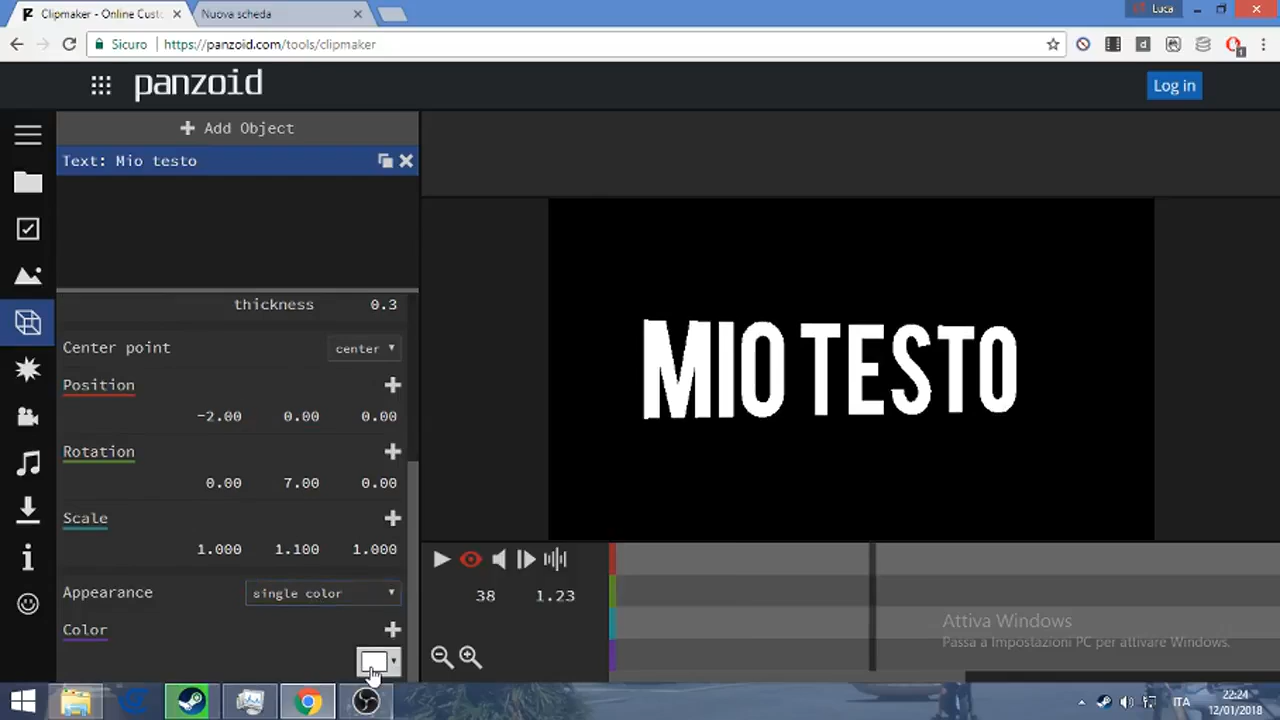 Clipmaker - Online Custo
Nuova scheda
Luca
Sicuro
https://panzoid.com/tools/clipmaker
d
1
panzoid
Log in
Add Object
Text: Mio testo
thickness 0.3
Center point center
Position
-2.00 0.00 0.00
Rotation
0.00 7.00 0.00
Scale
1.000 1.100 1.000
Appearance single color
Color
MIO TESTO
38 1.23
Attiva Windows
Passa a Impostazioni PC per attivare Windows.
ITA
22:24
12/01/2018